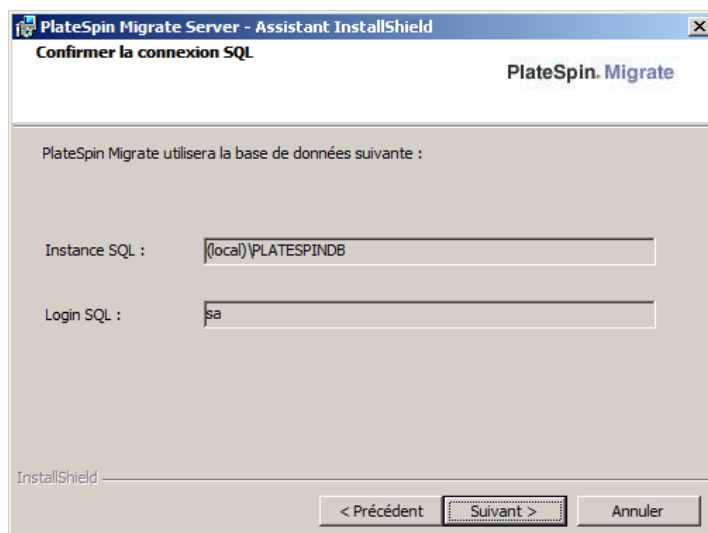 PlateSpin Migrate Server - Assistant InstallShield
Confirmer la connexion SQL
PlateSpin. Migrate
PlateSpin Migrate utilisera la base de données suivante :
Instance SQL : (local)\PLATESPINDB
Login SQL : sa
InstallShield
< Précédent Suivant > Annuler